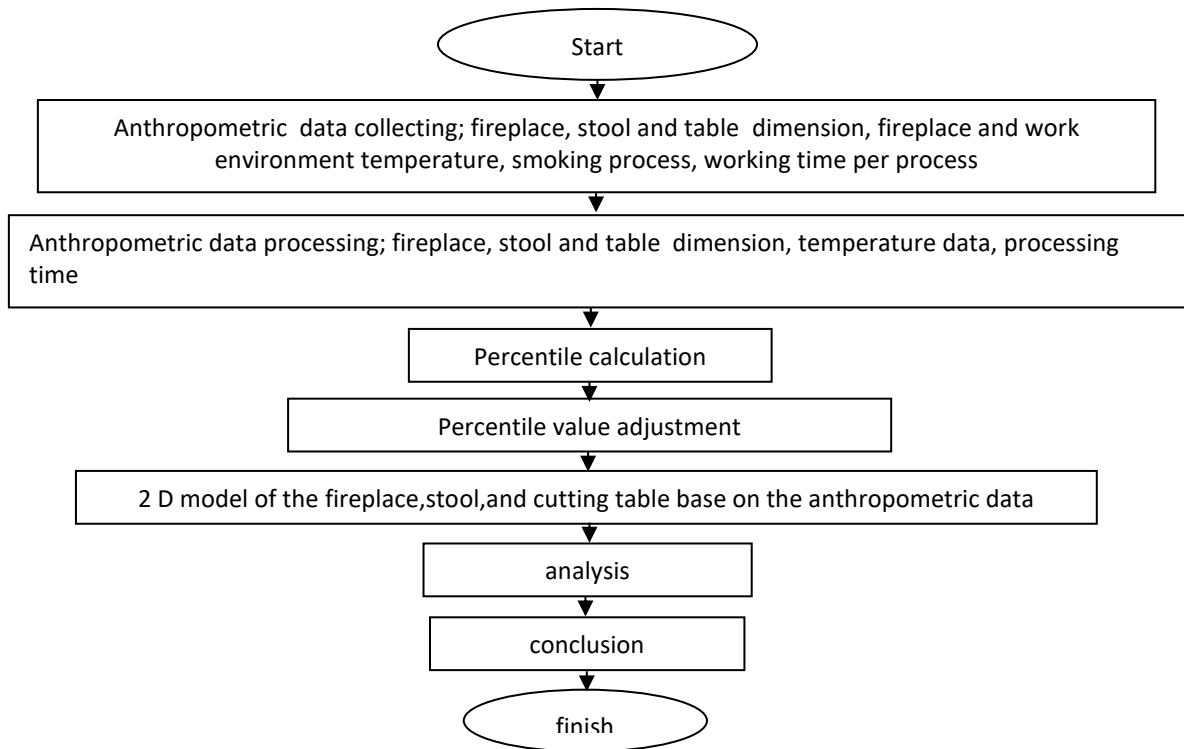 Start
Anthropometric data collecting; fireplace, stool and table dimension, fireplace and work
environment temperature, smoking process, working time per process
Anthropometric data processing; fireplace, stool and table dimension, temperature data, processing
time
Percentile calculation
Percentile value adjustment
2 D model of the fireplace,stool,and cutting table base on the anthropometric data
analysis
conclusion
finish